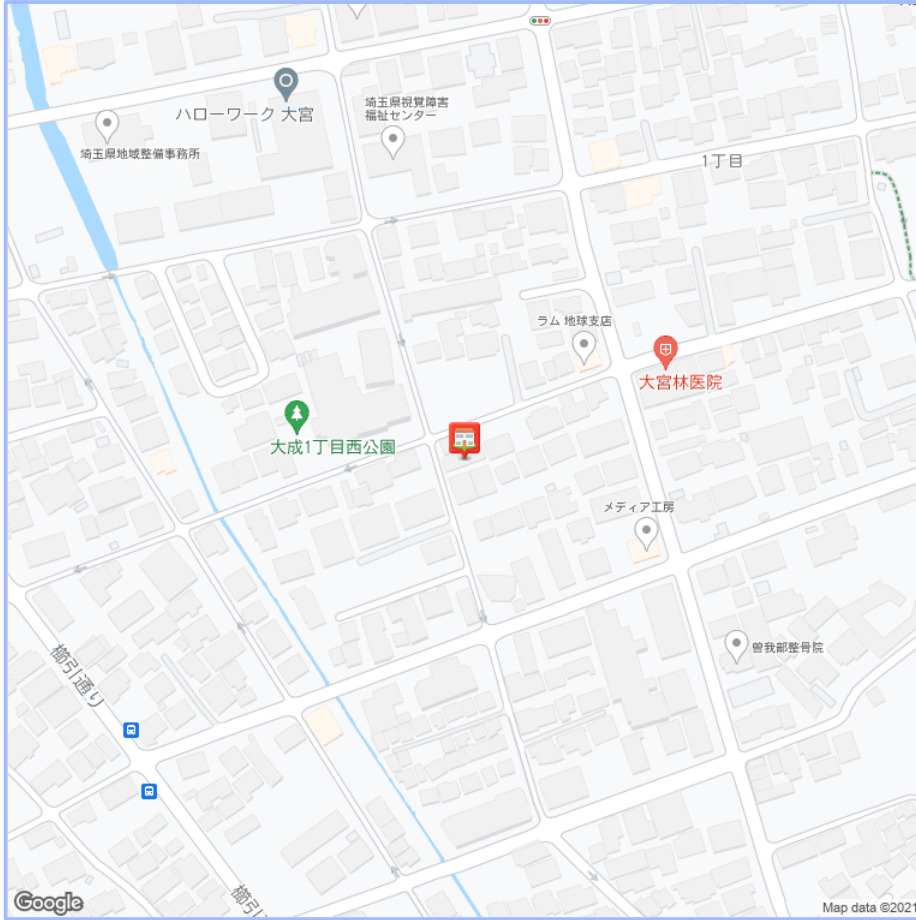 ハローワーク 大宮
埼玉県視覚障害
福祉センター
埼玉県地域整備事務所
1丁目
ラム 地球支店
大宮林医院
大成1丁目西公園
メディア工房
曽我部整骨院
櫛引通り
櫛引通り
Google
Map data ©2021